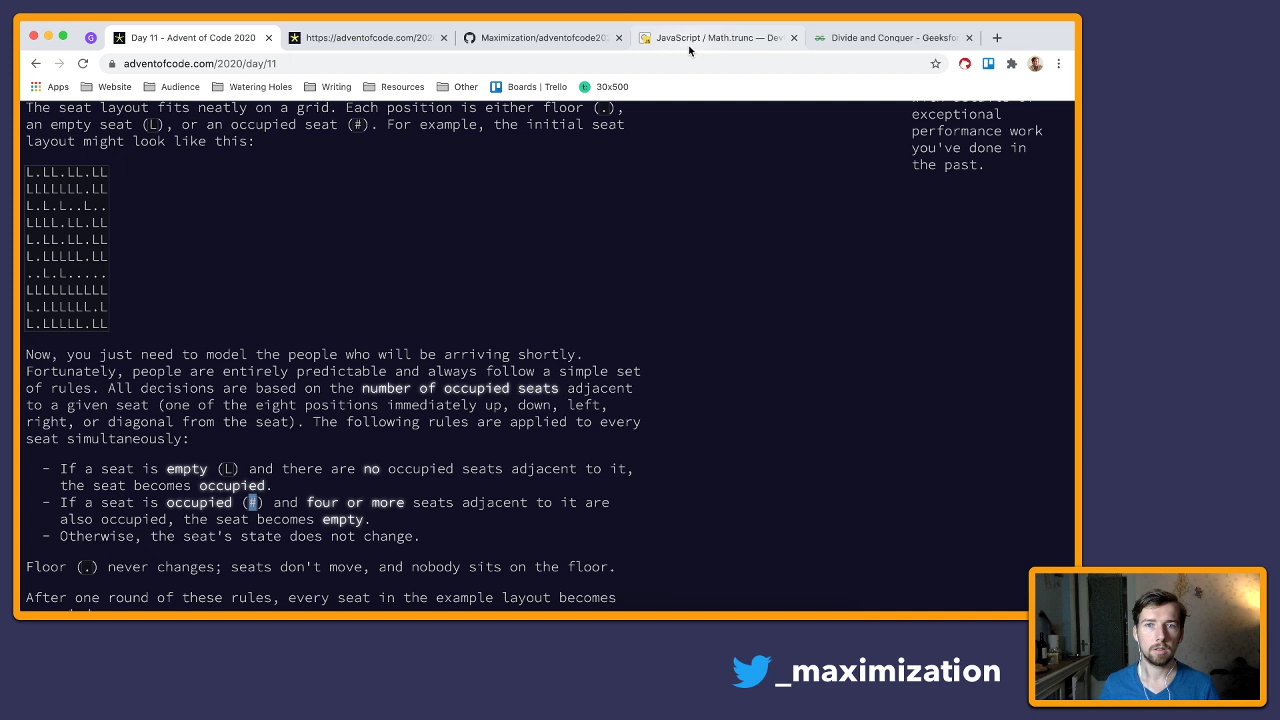 Day 11 - Advent of Code 2020
https://adventofcode.com/202
Maximization/adventofcode202
JavaScript / Math.trunc — Dev
Divide and Conquer - Geeksfo
adventofcode.com/2020/day/11
Apps
Website
Audience
Watering Holes
Writing
Resources
Other
Boards | Trello
30x500
The seat layout fits neatly on a grid. Each position is either floor (.),
an empty seat (L), or an occupied seat (#). For example, the initial seat
layout might look like this:
exceptional
performance work
you've done in
the past.
L.LL.LL.LL
LLLLLLL.LL
L.L.L..L..
LLLL.LL.LL
L.LL.LL.LL
L.LLLLL.LL
..L.L.....
LLLLLLLLLL
L.LLLLLL.L
L.LLLLL.LL
Now, you just need to model the people who will be arriving shortly.
Fortunately, people are entirely predictable and always follow a simple set
of rules. All decisions are based on the number of occupied seats adjacent
to a given seat (one of the eight positions immediately up, down, left,
right, or diagonal from the seat). The following rules are applied to every
seat simultaneously:
- If a seat is empty (L) and there are no occupied seats adjacent to it,
the seat becomes occupied.
- If a seat is occupied (#) and four or more seats adjacent to it are
also occupied, the seat becomes empty.
- Otherwise, the seat's state does not change.
Floor (.) never changes; seats don't move, and nobody sits on the floor.
After one round of these rules, every seat in the example layout becomes
_maximization